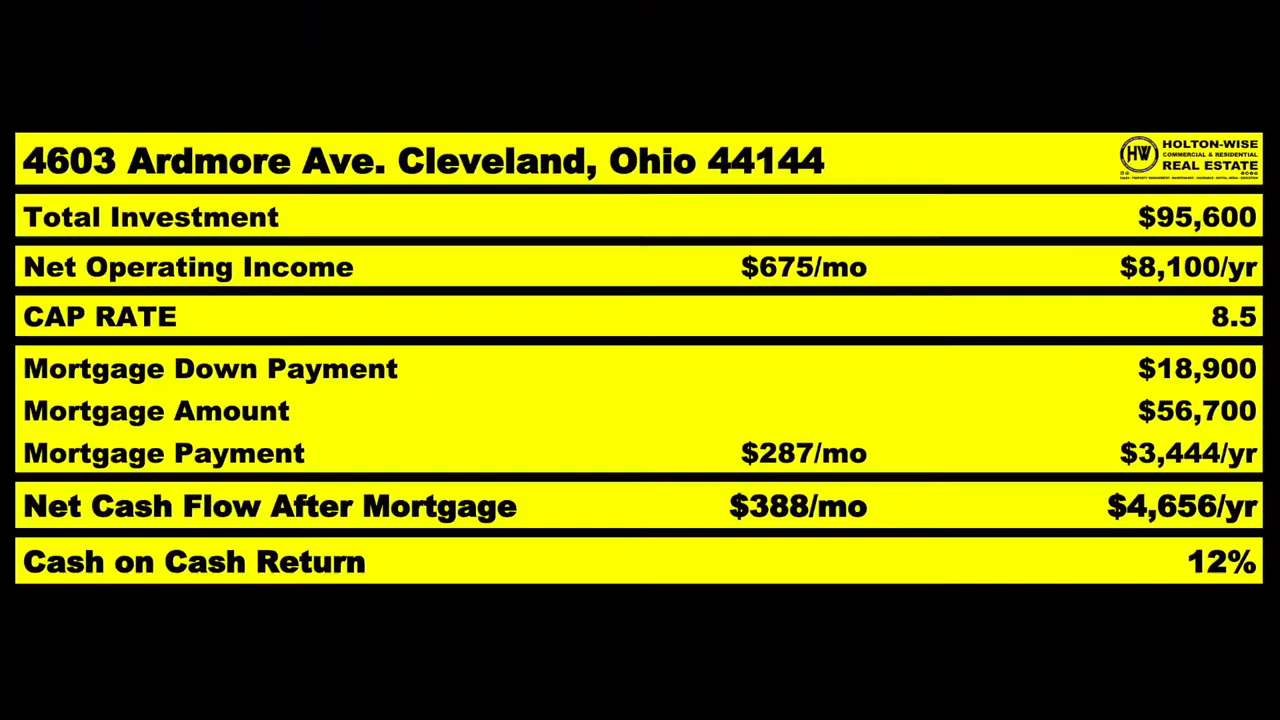 4603 Ardmore Ave. Cleveland, Ohio 44144
HW
HOLTON-WISE
COMMERCIAL & RESIDENTIAL
REAL ESTATE
Total Investment $95,600
Net Operating Income $675/mo $8,100/yr
CAP RATE 8.5
Mortgage Down Payment $18,900
Mortgage Amount $56,700
Mortgage Payment $287/mo $3,444/yr
Net Cash Flow After Mortgage $388/mo $4,656/yr
Cash on Cash Return 12%